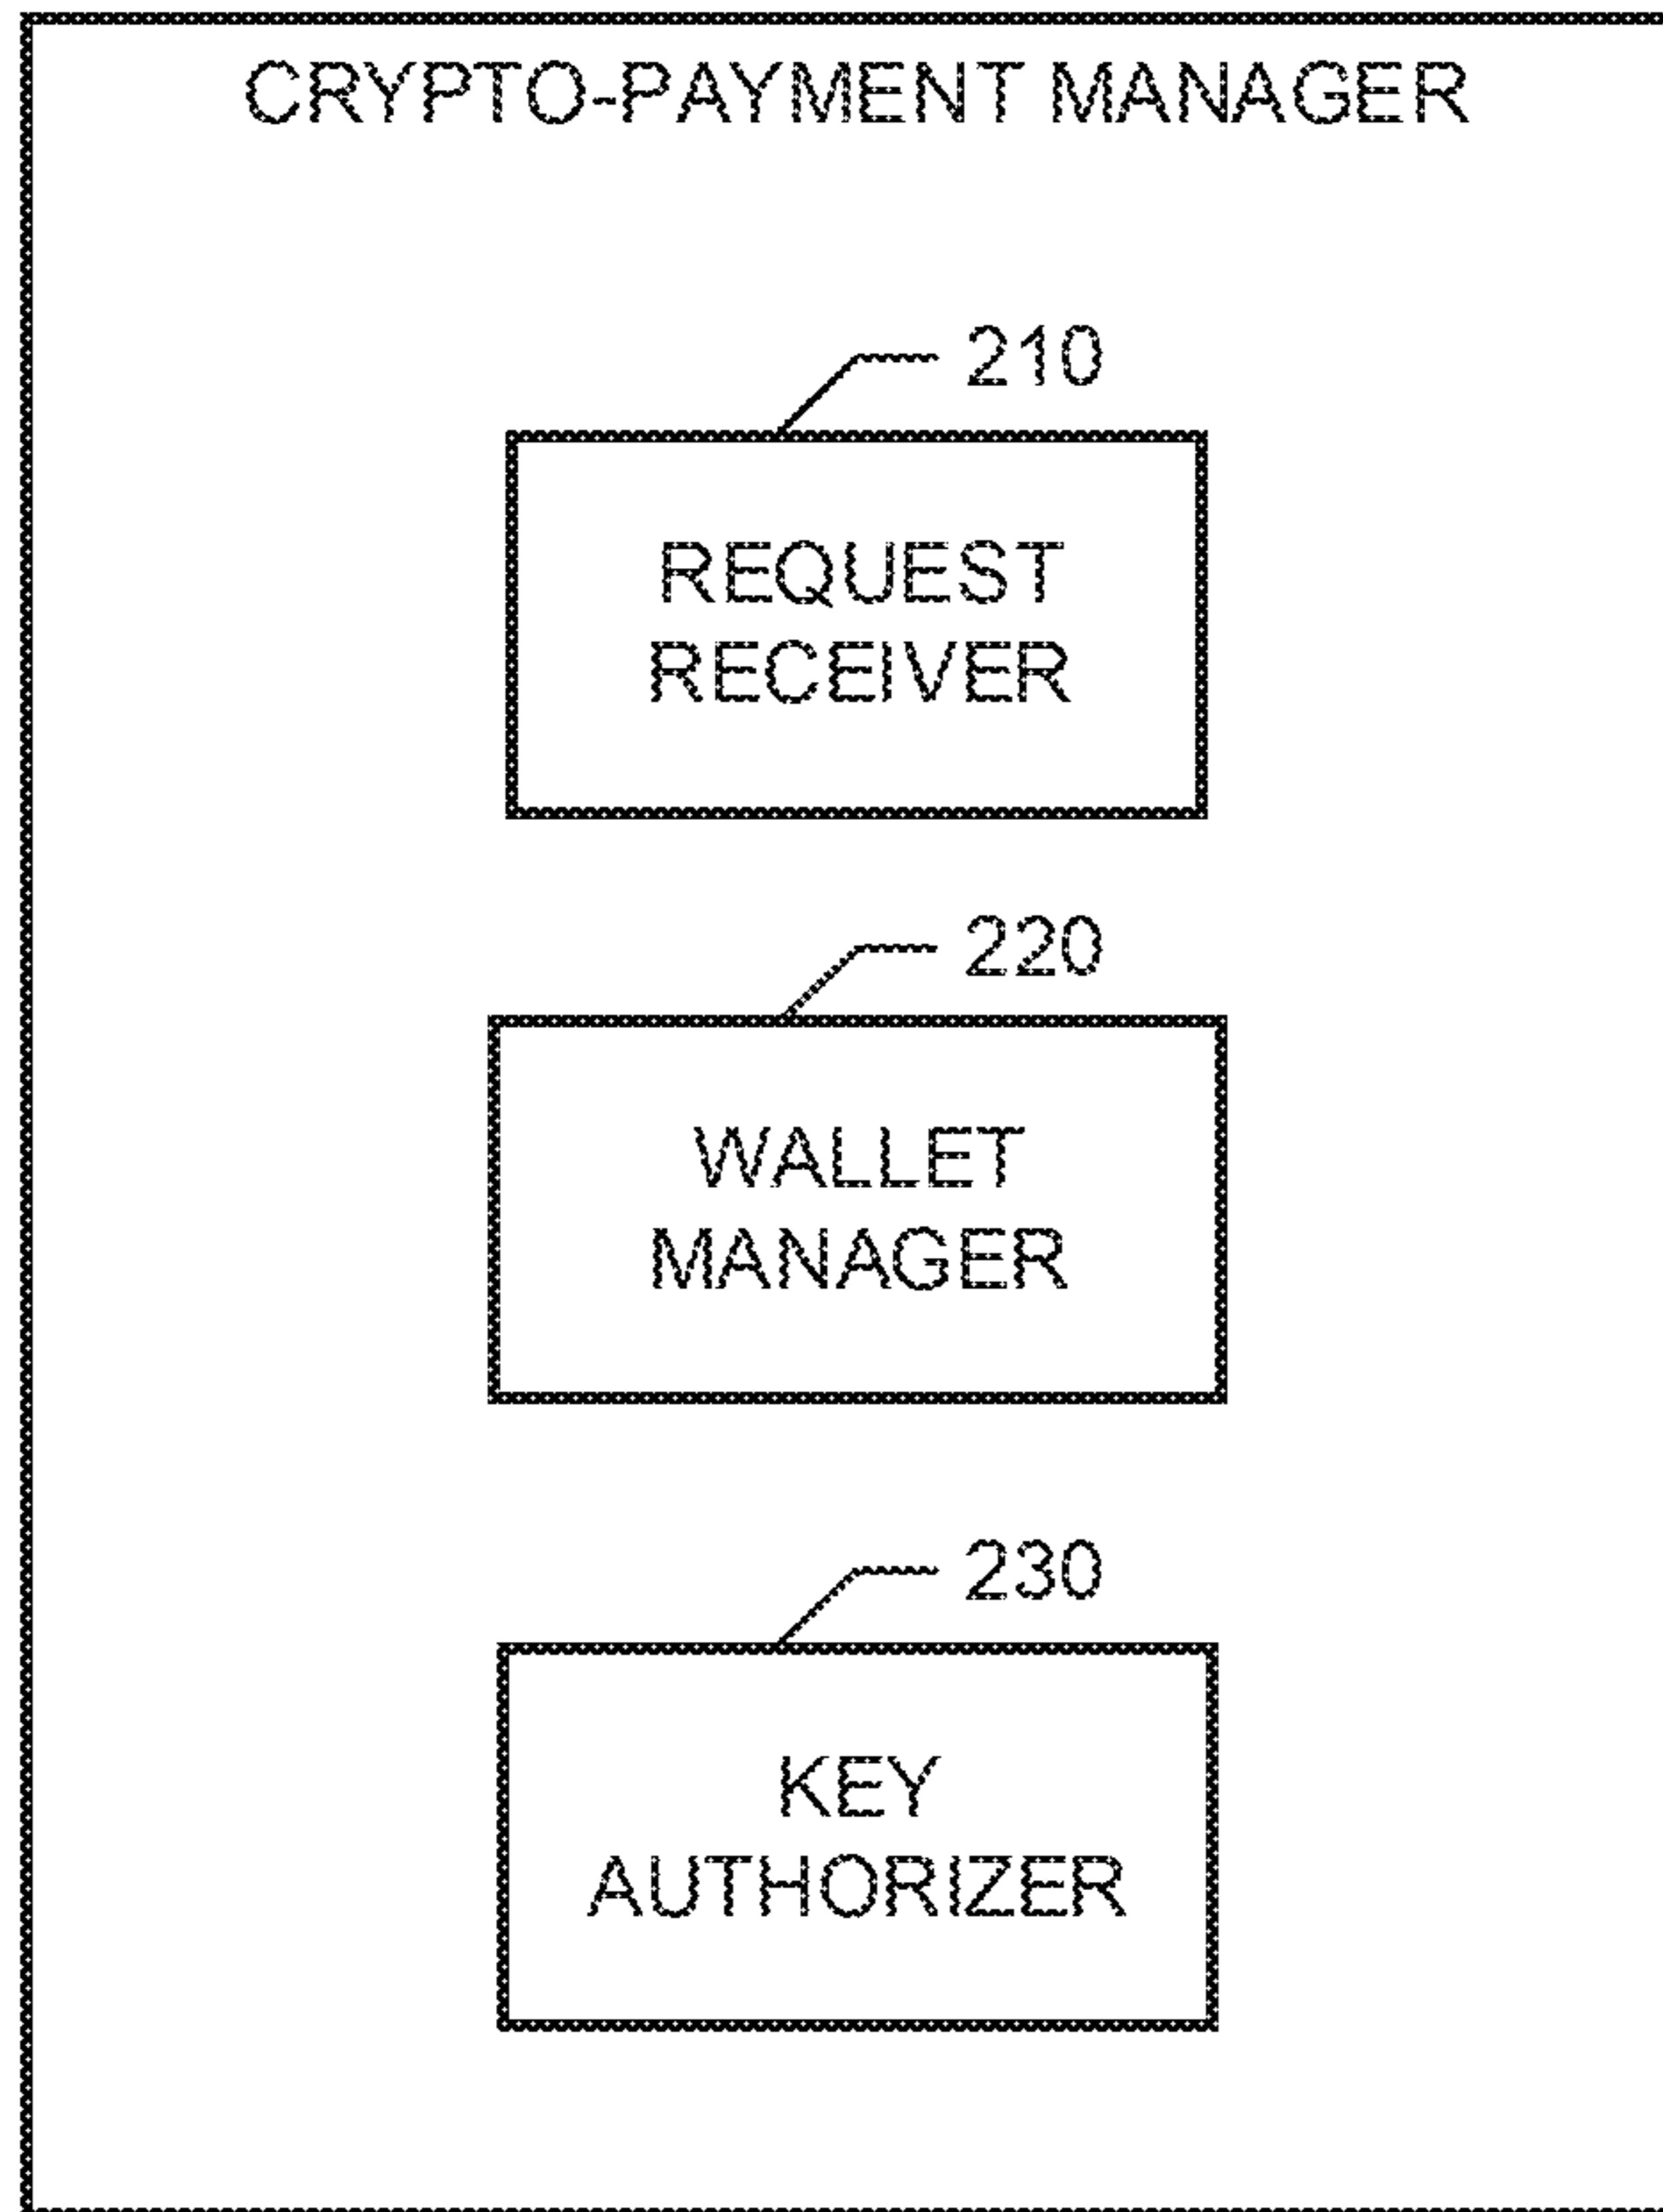 CRYPTO-PAYMENT MANAGER
210
REQUEST
RECEIVER
220
WALLET
MANAGER
230
KEY
AUTHORIZER